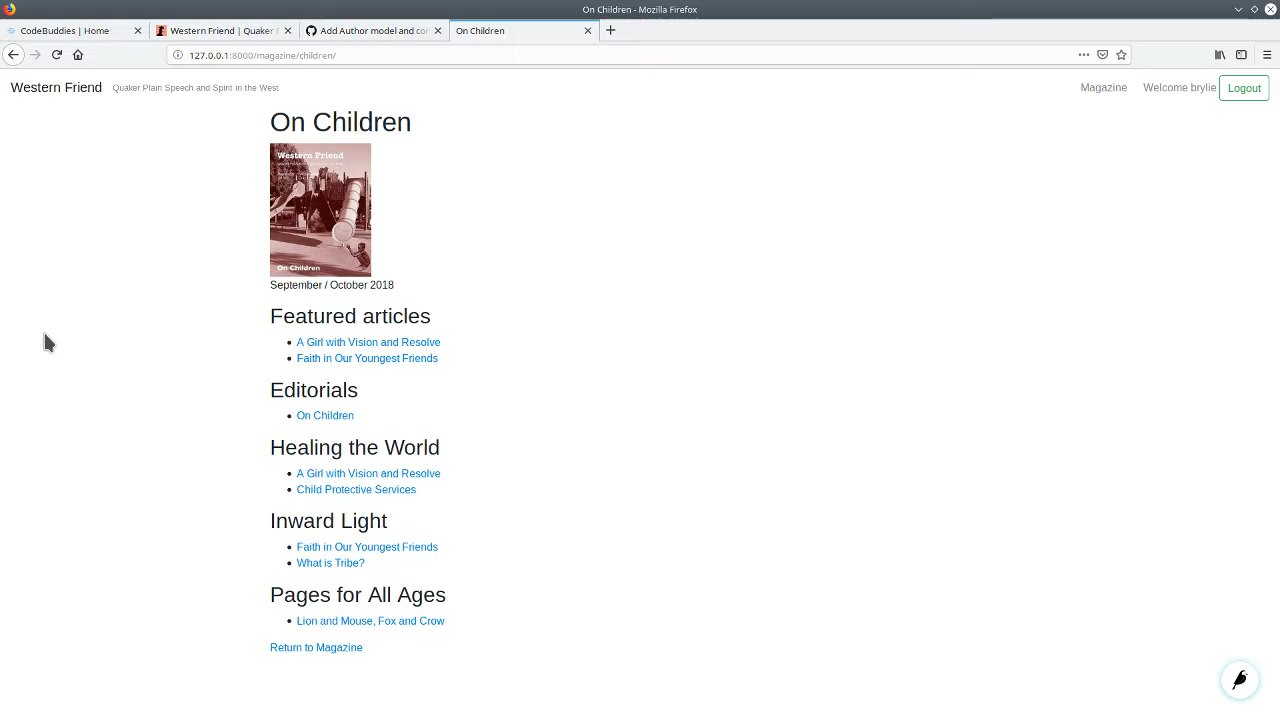 On Children - Mozilla Firefox
CodeBuddies | Home
Western Friend | Quaker F
Add Author model and con
On Children
127.0.0.1:8000/magazine/children/
Western Friend
Quaker Plain Speech and Spirit in the West
Magazine
Welcome brylie
Logout
On Children
Western Friend
On Children
September / October 2018
Featured articles
A Girl with Vision and Resolve
Faith in Our Youngest Friends
Editorials
On Children
Healing the World
A Girl with Vision and Resolve
Child Protective Services
Inward Light
Faith in Our Youngest Friends
What is Tribe?
Pages for All Ages
Lion and Mouse, Fox and Crow
Return to Magazine